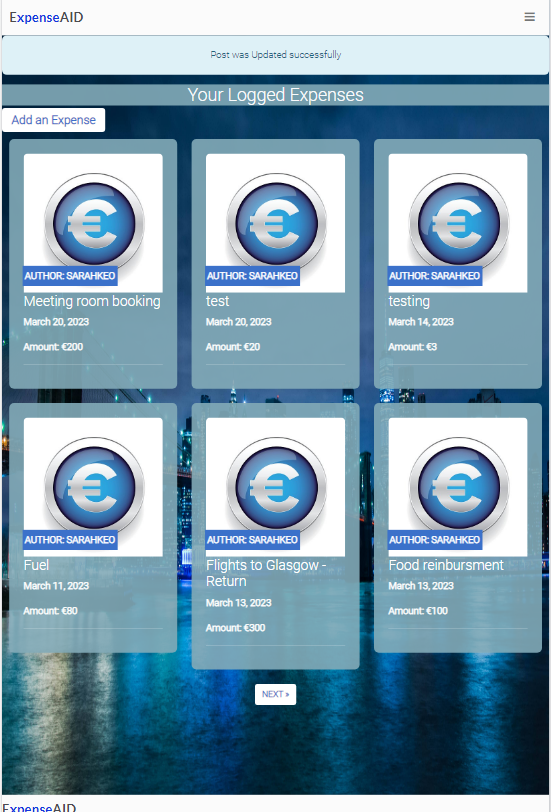 ExpenseAID
Post was Updated successfully
Your Logged Expenses
Add an Expense
AUTHOR: SARAHKEO
Meeting room booking
March 20, 2023
Amount: €200
AUTHOR: SARAHKEO
test
March 20, 2023
Amount: €20
AUTHOR: SARAHKEO
testing
March 14, 2023
Amount: €3
AUTHOR: SARAHKEO
Fuel
March 11, 2023
Amount: €80
AUTHOR: SARAHKEO
Flights to Glasgow -
Return
March 13, 2023
Amount: €300
AUTHOR: SARAHKEO
Food reinbursment
March 13, 2023
Amount: €100
NEXT »
ExpenseAID